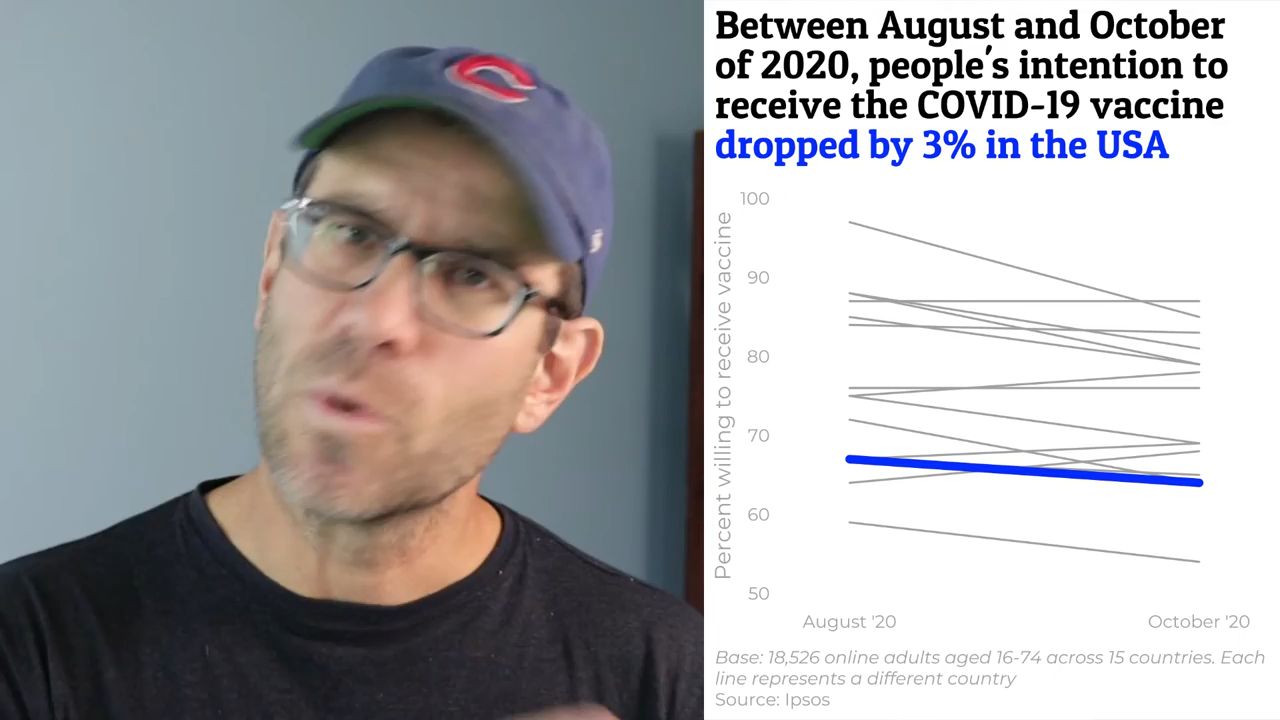 Between August and October
of 2020, people's intention to
receive the COVID-19 vaccine
dropped by 3% in the USA
100
90
80
70
60
50
Percent willing to receive vaccine
August '20
October '20
Base: 18,526 online adults aged 16-74 across 15 countries. Each
line represents a different country
Source: Ipsos